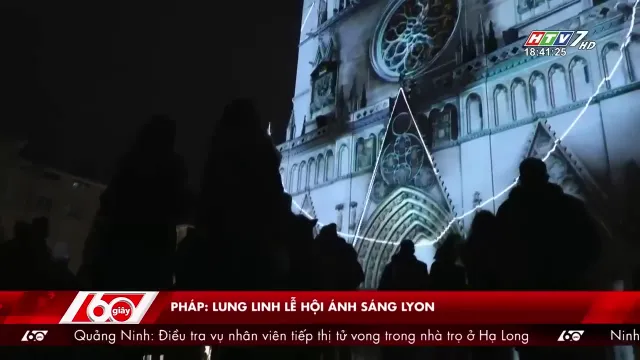 HTV7 HD
18:41:25
60 giây
PHÁP: LUNG LINH LỄ HỘI ÁNH SÁNG LYON
60 Quảng Ninh: Điều tra vụ nhân viên tiếp thị tử vong trong nhà trọ ở Hạ Long 60 Ninh